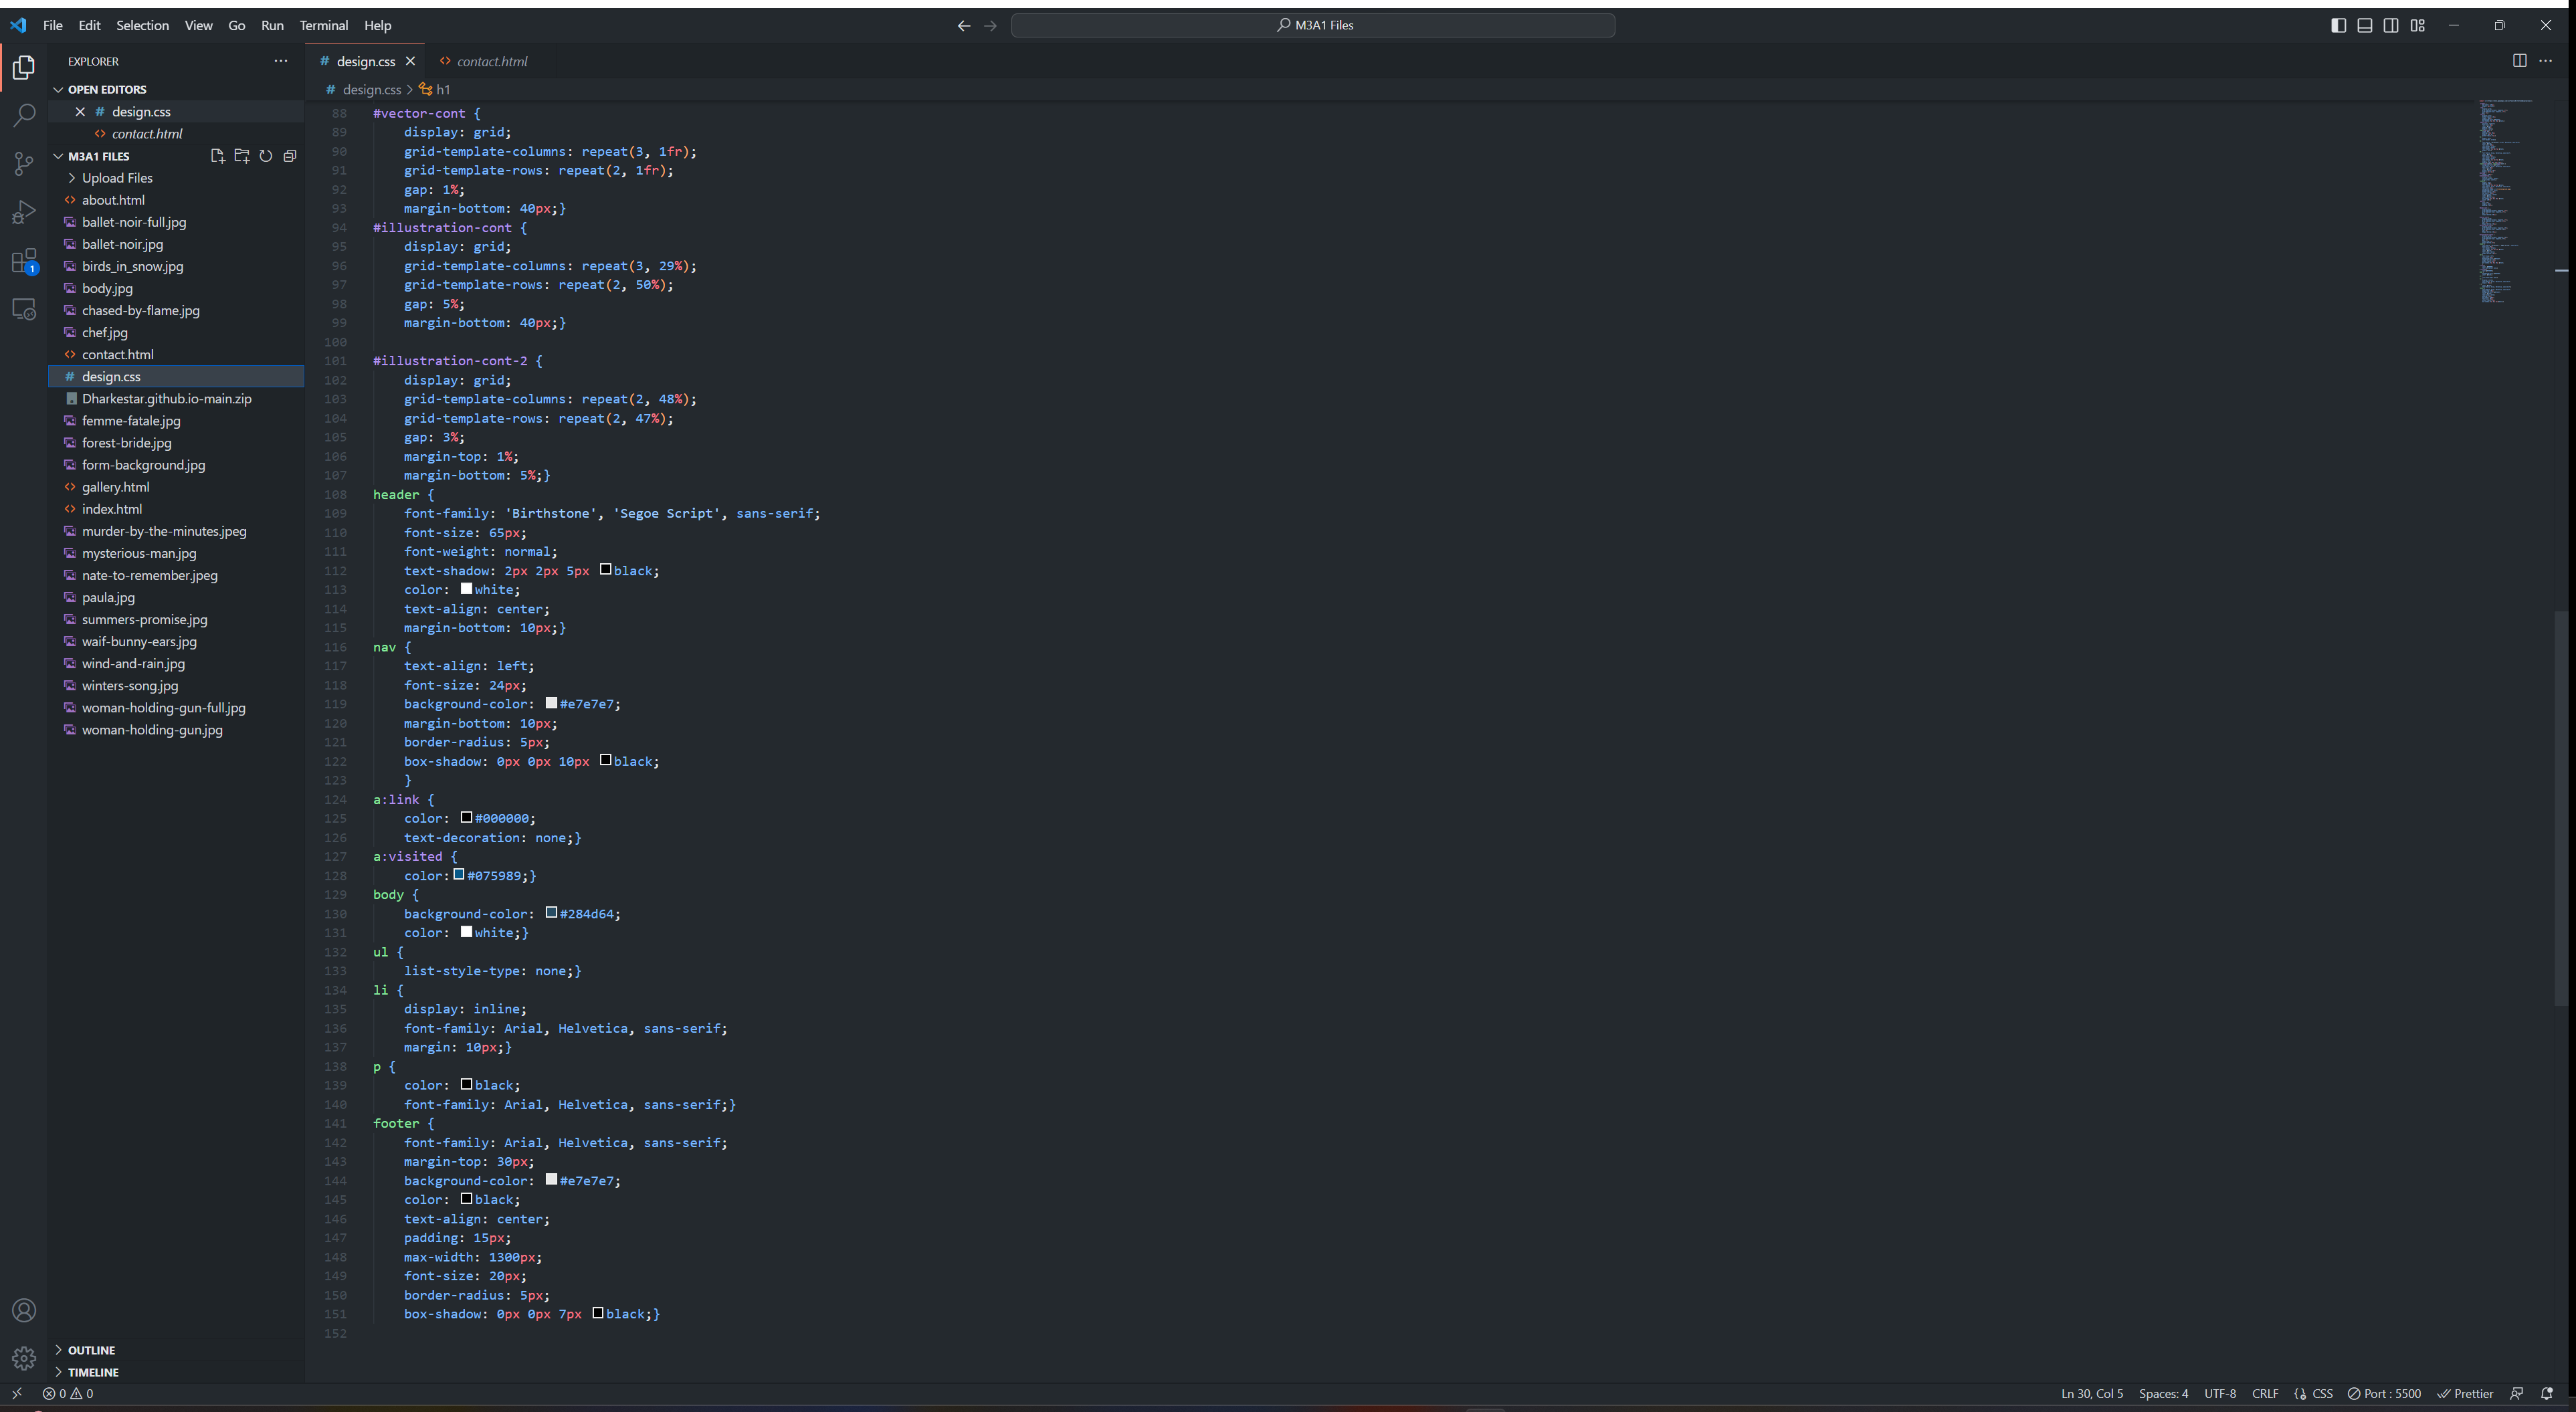 File Edit Selection View Go Run Terminal Help
M3A1 Files
EXPLORER
OPEN EDITORS
# design.css
<> contact.html
M3A1 FILES
Upload Files
<> about.html
ballet-noir-full.jpg
ballet-noir.jpg
birds_in_snow.jpg
body.jpg
chased-by-flame.jpg
chef.jpg
<> contact.html
# design.css
Dharkestar.github.io-main.zip
femme-fatale.jpg
forest-bride.jpg
form-background.jpg
<> gallery.html
<> index.html
murder-by-the-minutes.jpeg
mysterious-man.jpg
nate-to-remember.jpeg
paula.jpg
summers-promise.jpg
waif-bunny-ears.jpg
wind-and-rain.jpg
winters-song.jpg
woman-holding-gun-full.jpg
woman-holding-gun.jpg
OUTLINE
TIMELINE
1
# design.css <> contact.html
# design.css > h1
88 #vector-cont {
89 display: grid;
90 grid-template-columns: repeat(3, 1fr);
91 grid-template-rows: repeat(2, 1fr);
92 gap: 1%;
93 margin-bottom: 40px;}
94 #illustration-cont {
95 display: grid;
96 grid-template-columns: repeat(3, 29%);
97 grid-template-rows: repeat(2, 50%);
98 gap: 5%;
99 margin-bottom: 40px;}
100
101 #illustration-cont-2 {
102 display: grid;
103 grid-template-columns: repeat(2, 48%);
104 grid-template-rows: repeat(2, 47%);
105 gap: 3%;
106 margin-top: 1%;
107 margin-bottom: 5%;}
108 header {
109 font-family: 'Birthstone', 'Segoe Script', sans-serif;
110 font-size: 65px;
111 font-weight: normal;
112 text-shadow: 2px 2px 5px black;
113 color: white;
114 text-align: center;
115 margin-bottom: 10px;}
116 nav {
117 text-align: left;
118 font-size: 24px;
119 background-color: #e7e7e7;
120 margin-bottom: 10px;
121 border-radius: 5px;
122 box-shadow: 0px 0px 10px black;
123 }
124 a:link {
125 color: #000000;
126 text-decoration: none;}
127 a:visited {
128 color: #075989;}
129 body {
130 background-color: #284d64;
131 color: white;}
132 ul {
133 list-style-type: none;}
134 li {
135 display: inline;
136 font-family: Arial, Helvetica, sans-serif;
137 margin: 10px;}
138 p {
139 color: black;
140 font-family: Arial, Helvetica, sans-serif;}
141 footer {
142 font-family: Arial, Helvetica, sans-serif;
143 margin-top: 30px;
144 background-color: #e7e7e7;
145 color: black;
146 text-align: center;
147 padding: 15px;
148 max-width: 1300px;
149 font-size: 20px;
150 border-radius: 5px;
151 box-shadow: 0px 0px 7px black;}
152
0 0 Ln 30, Col 5 Spaces: 4 UTF-8 CRLF CSS Port : 5500 Prettier